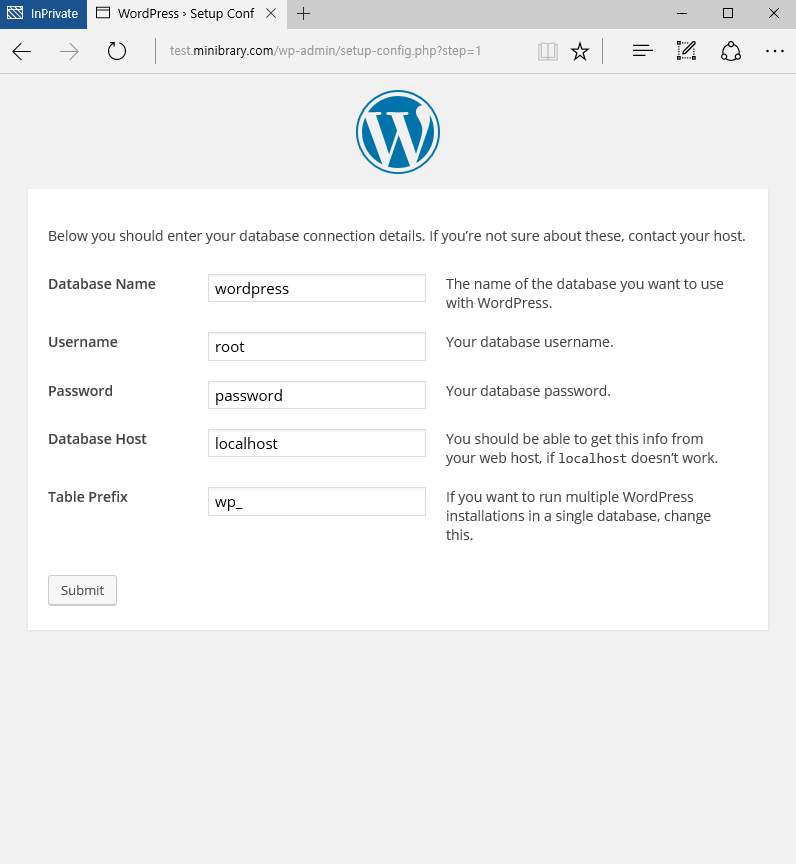 InPrivate
WordPress › Setup Conf
test.minibrary.com/wp-admin/setup-config.php?step=1
Below you should enter your database connection details. If you’re not sure about these, contact your host.
Database Name
wordpress
The name of the database you want to use
with WordPress.
Username
root
Your database username.
Password
password
Your database password.
Database Host
localhost
You should be able to get this info from
your web host, if localhost doesn’t work.
Table Prefix
wp_
If you want to run multiple WordPress
installations in a single database, change
this.
Submit